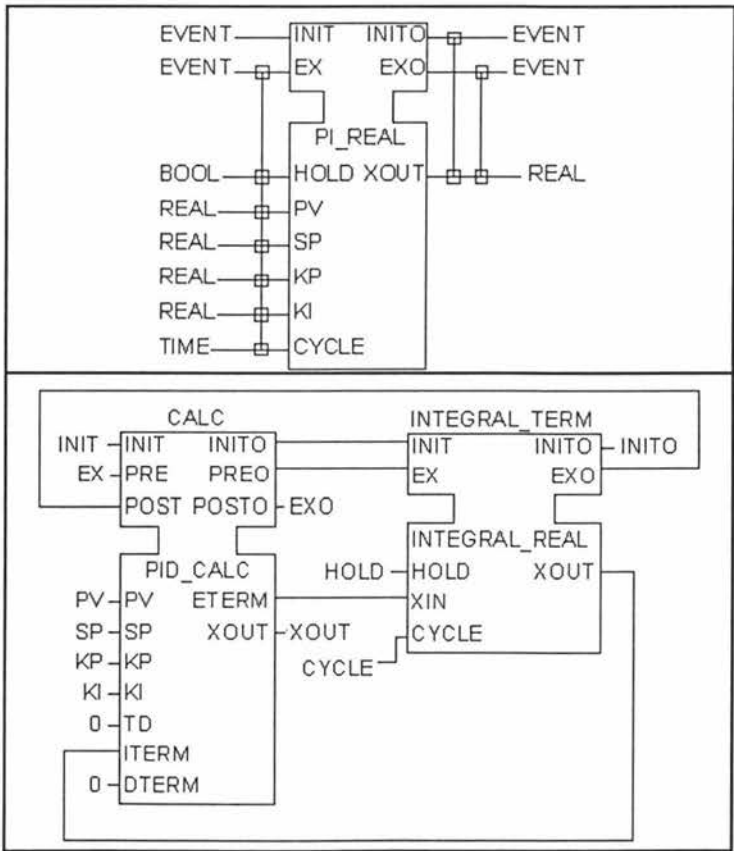 EVENT INIT INITO EVENT
EVENT EX EXO EVENT
PI_REAL
BOOL HOLD XOUT REAL
REAL PV
REAL SP
REAL KP
REAL KI
TIME CYCLE
CALC INTEGRAL_TERM
INIT INIT INITO INIT INITO INITO
EX PRE PREO EX EXO
POST POSTO EXO
INTEGRAL_REAL
PID_CALC HOLD HOLD XOUT
PV PV ETERM XIN
SP SP XOUT XOUT CYCLE
KP KP CYCLE
KI KI
0 TD
ITERM
0 DTERM